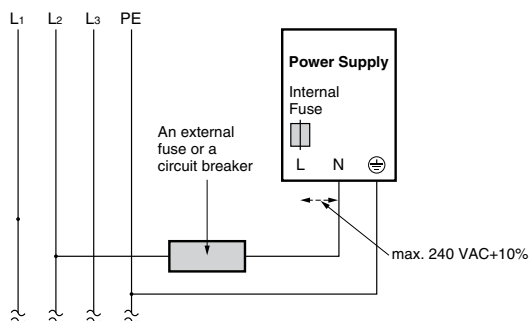 L1 L2 L3 PE
Power Supply
Internal
Fuse
L N
An external
fuse or a
circuit breaker
max. 240 VAC+10%